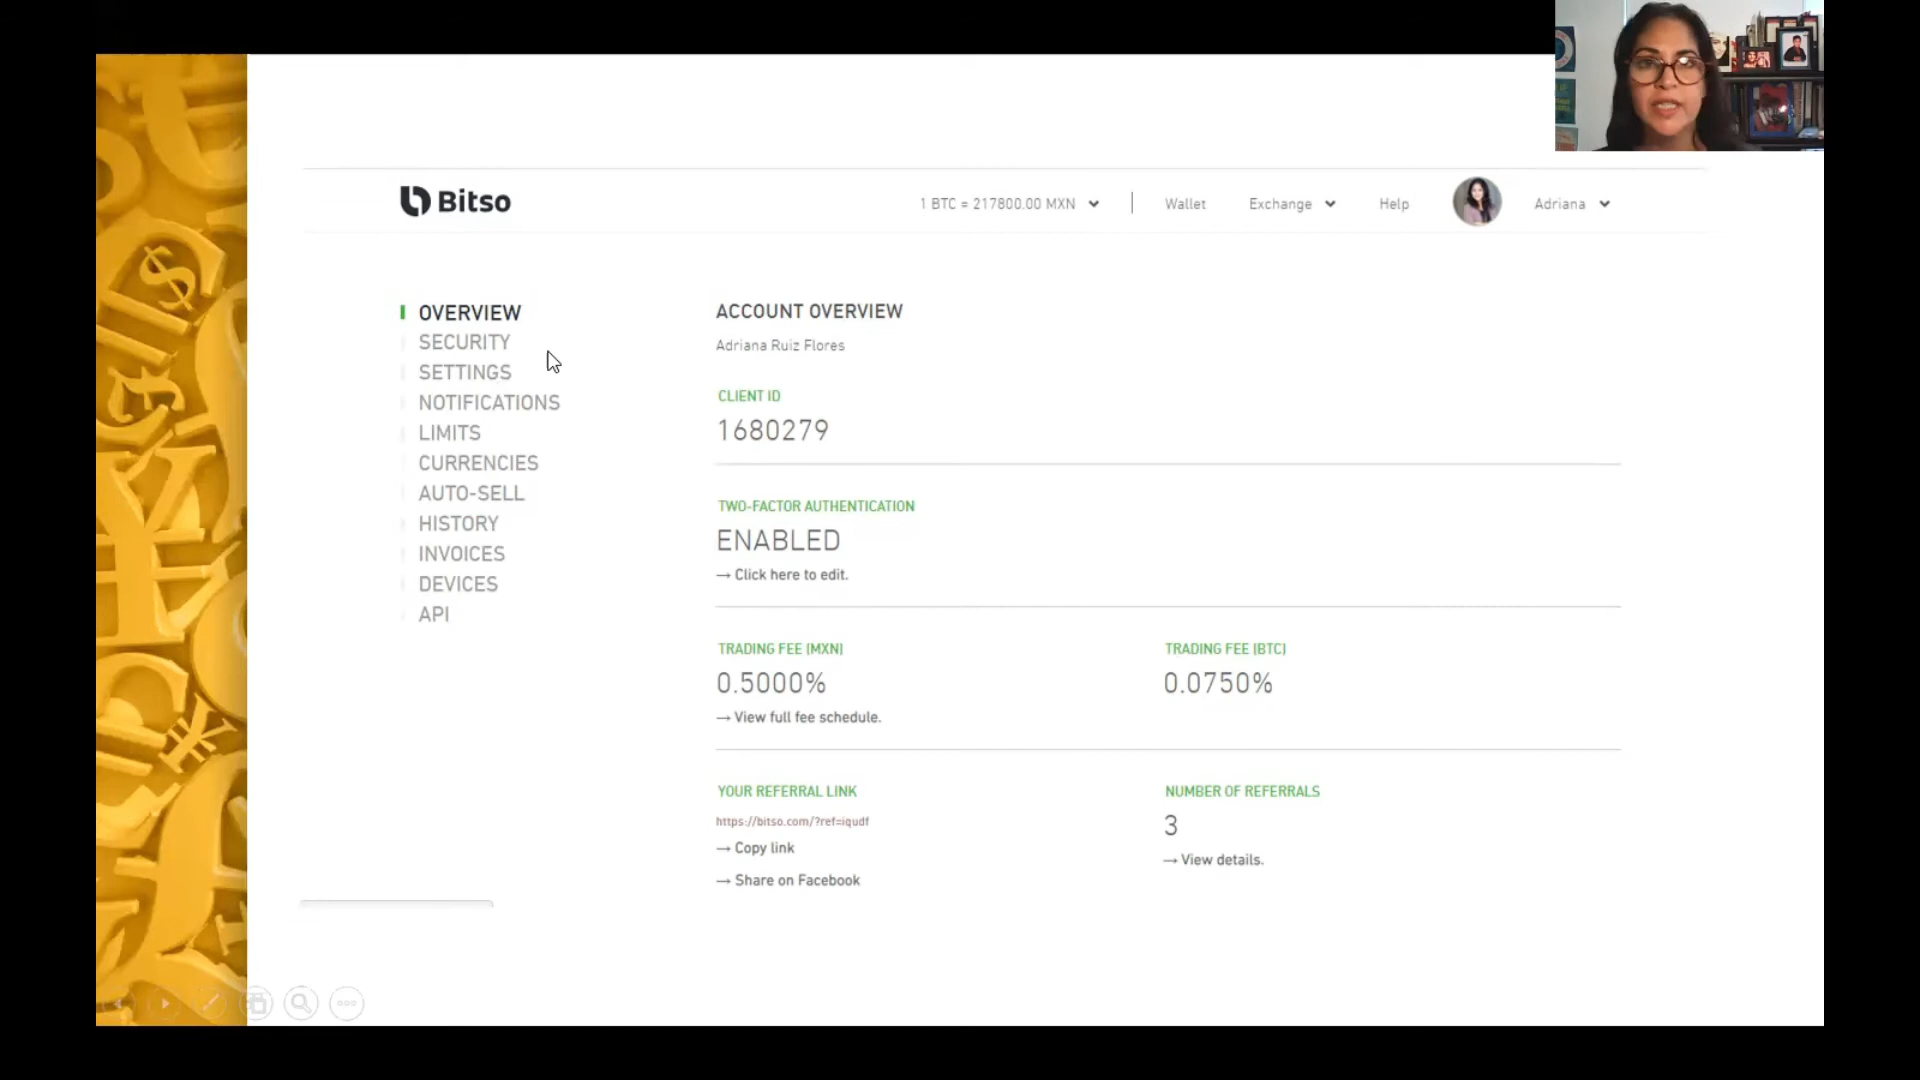 Bitso
1 BTC = 217800.00 MXN
Wallet
Exchange
Help
Adriana
OVERVIEW
SECURITY
SETTINGS
NOTIFICATIONS
LIMITS
CURRENCIES
AUTO-SELL
HISTORY
INVOICES
DEVICES
API
ACCOUNT OVERVIEW
Adriana Ruiz Flores
CLIENT ID
1680279
TWO-FACTOR AUTHENTICATION
ENABLED
→ Click here to edit.
TRADING FEE (MXN)
0.5000%
→ View full fee schedule.
TRADING FEE (BTC)
0.0750%
YOUR REFERRAL LINK
https://bitso.com/?ref=iqudf
→ Copy link
→ Share on Facebook
NUMBER OF REFERRALS
3
→ View details.